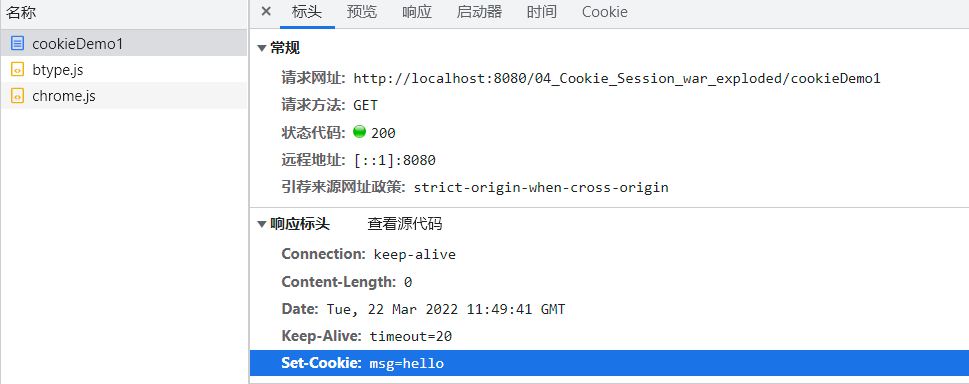 名称
cookieDemo1
btype.js
chrome.js
× 标头 预览 响应 启动器 时间 Cookie
▼常规
请求网址: http://localhost:8080/04_Cookie_Session_war_exploded/cookieDemo1
请求方法: GET
状态代码: 200
远程地址: [::1]:8080
引荐来源网址政策: strict-origin-when-cross-origin
▼响应标头 查看源代码
Connection: keep-alive
Content-Length: 0
Date: Tue, 22 Mar 2022 11:49:41 GMT
Keep-Alive: timeout=20
Set-Cookie: msg=hello